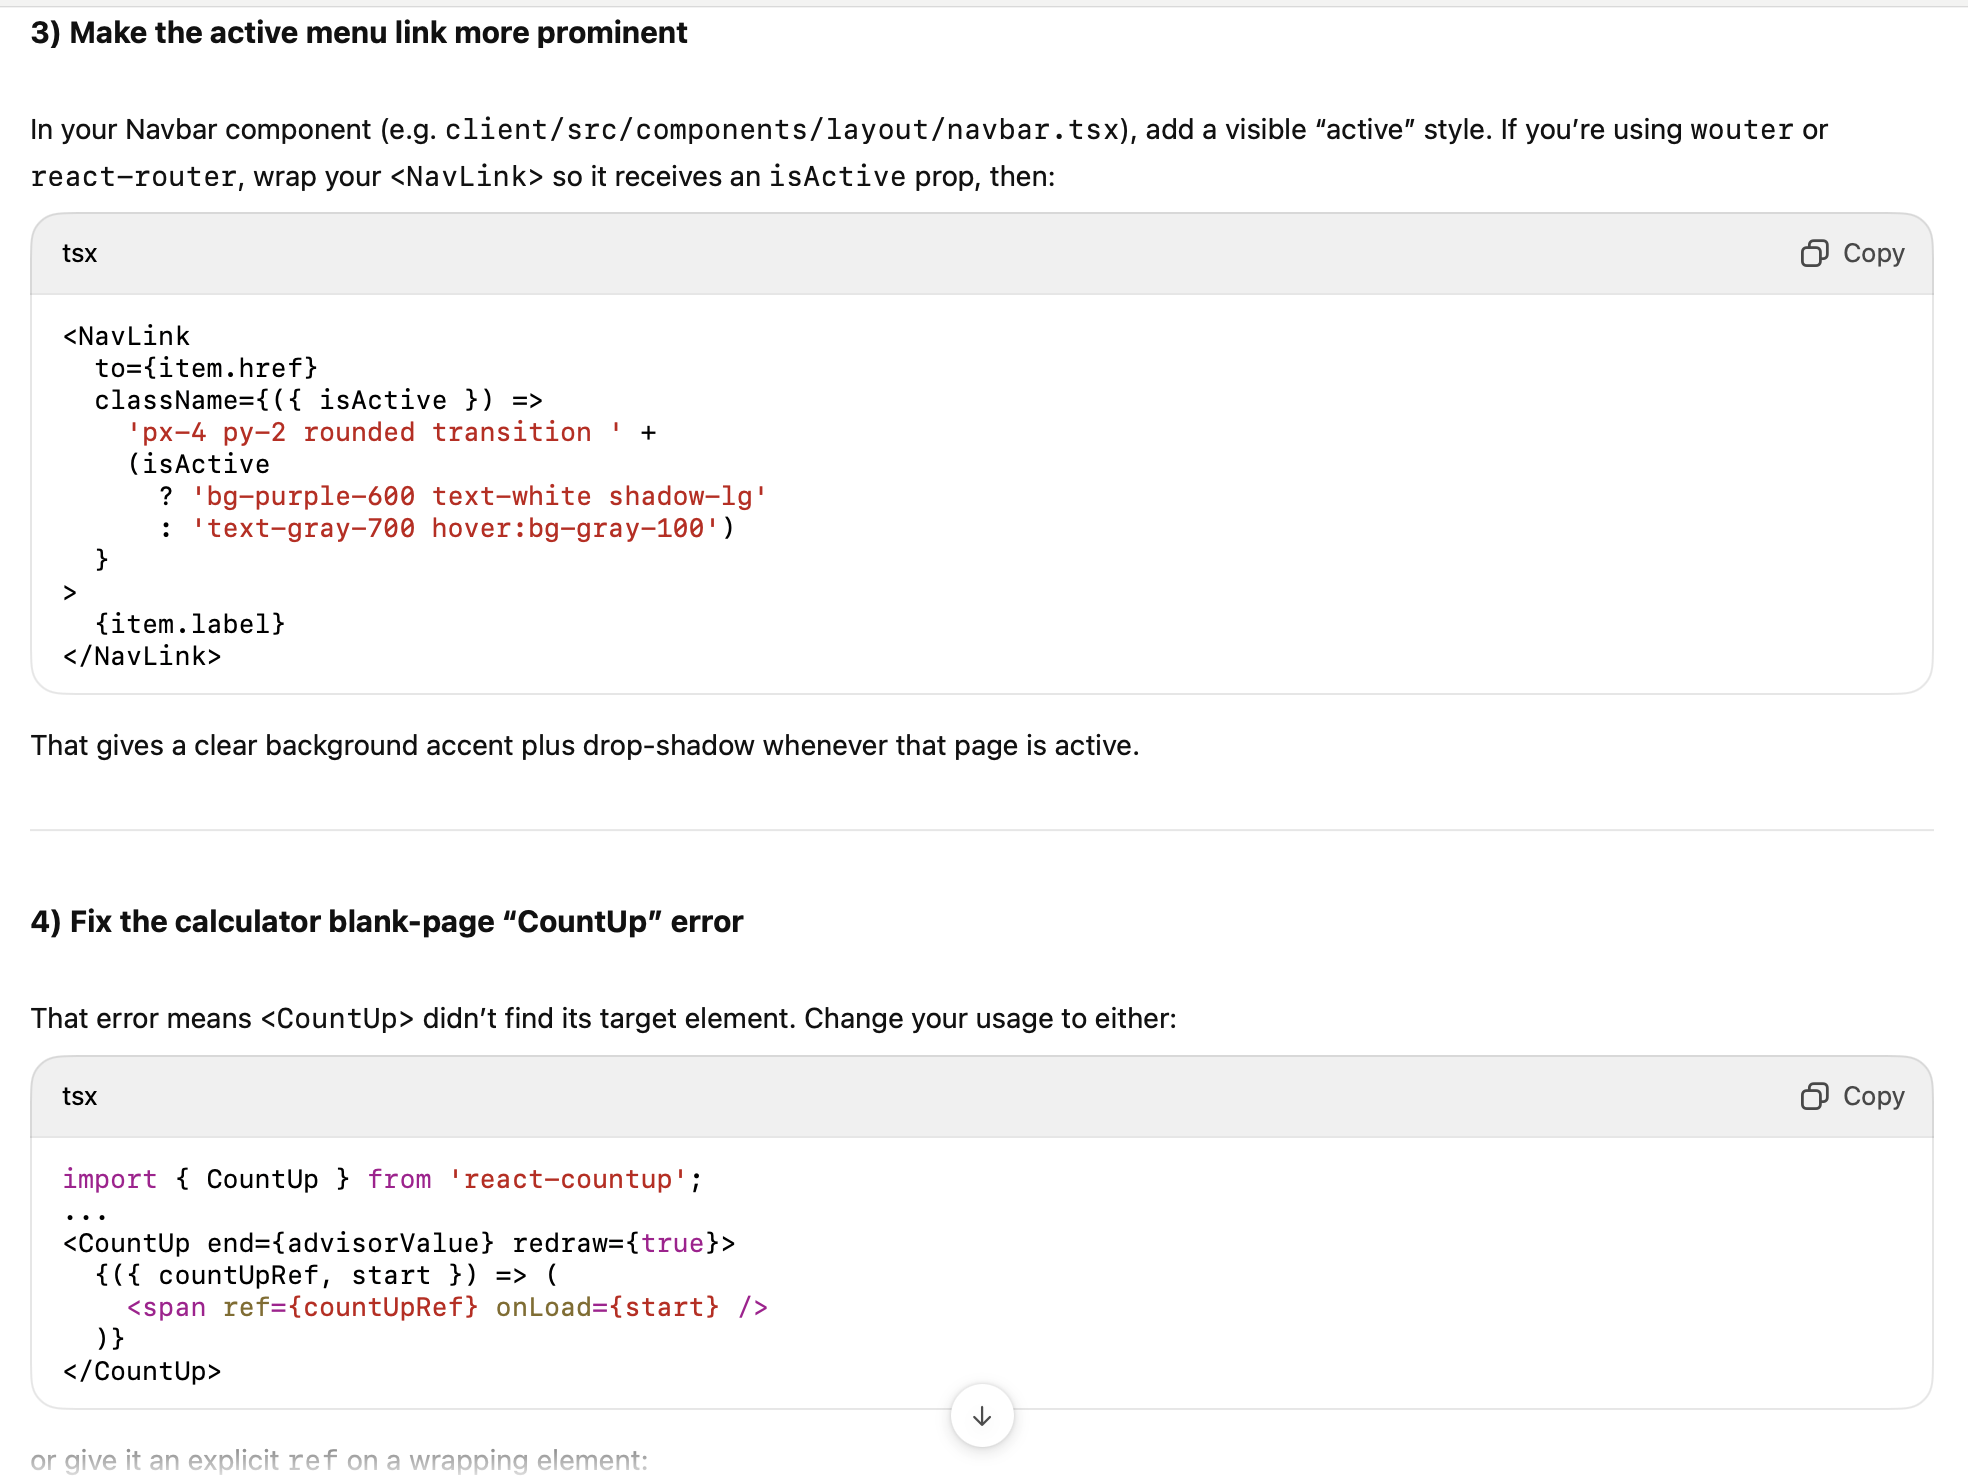 3) Make the active menu link more prominent
In your Navbar component (e.g. client/src/components/layout/navbar.tsx), add a visible “active” style. If you’re using wouter or
react-router, wrap your <NavLink> so it receives an isActive prop, then:
tsx
Copy
<NavLink
  to={item.href}
  className={({ isActive }) =>
    'px-4 py-2 rounded transition ' +
    (isActive
      ? 'bg-purple-600 text-white shadow-lg'
      : 'text-gray-700 hover:bg-gray-100')
  }
>
  {item.label}
</NavLink>
That gives a clear background accent plus drop-shadow whenever that page is active.
4) Fix the calculator blank-page “CountUp” error
That error means <CountUp> didn’t find its target element. Change your usage to either:
tsx
Copy
import { CountUp } from 'react-countup';
...
<CountUp end={advisorValue} redraw={true}>
  {({ countUpRef, start }) => (
    <span ref={countUpRef} onLoad={start} />
  )}
</CountUp>
or give it an explicit ref on a wrapping element: